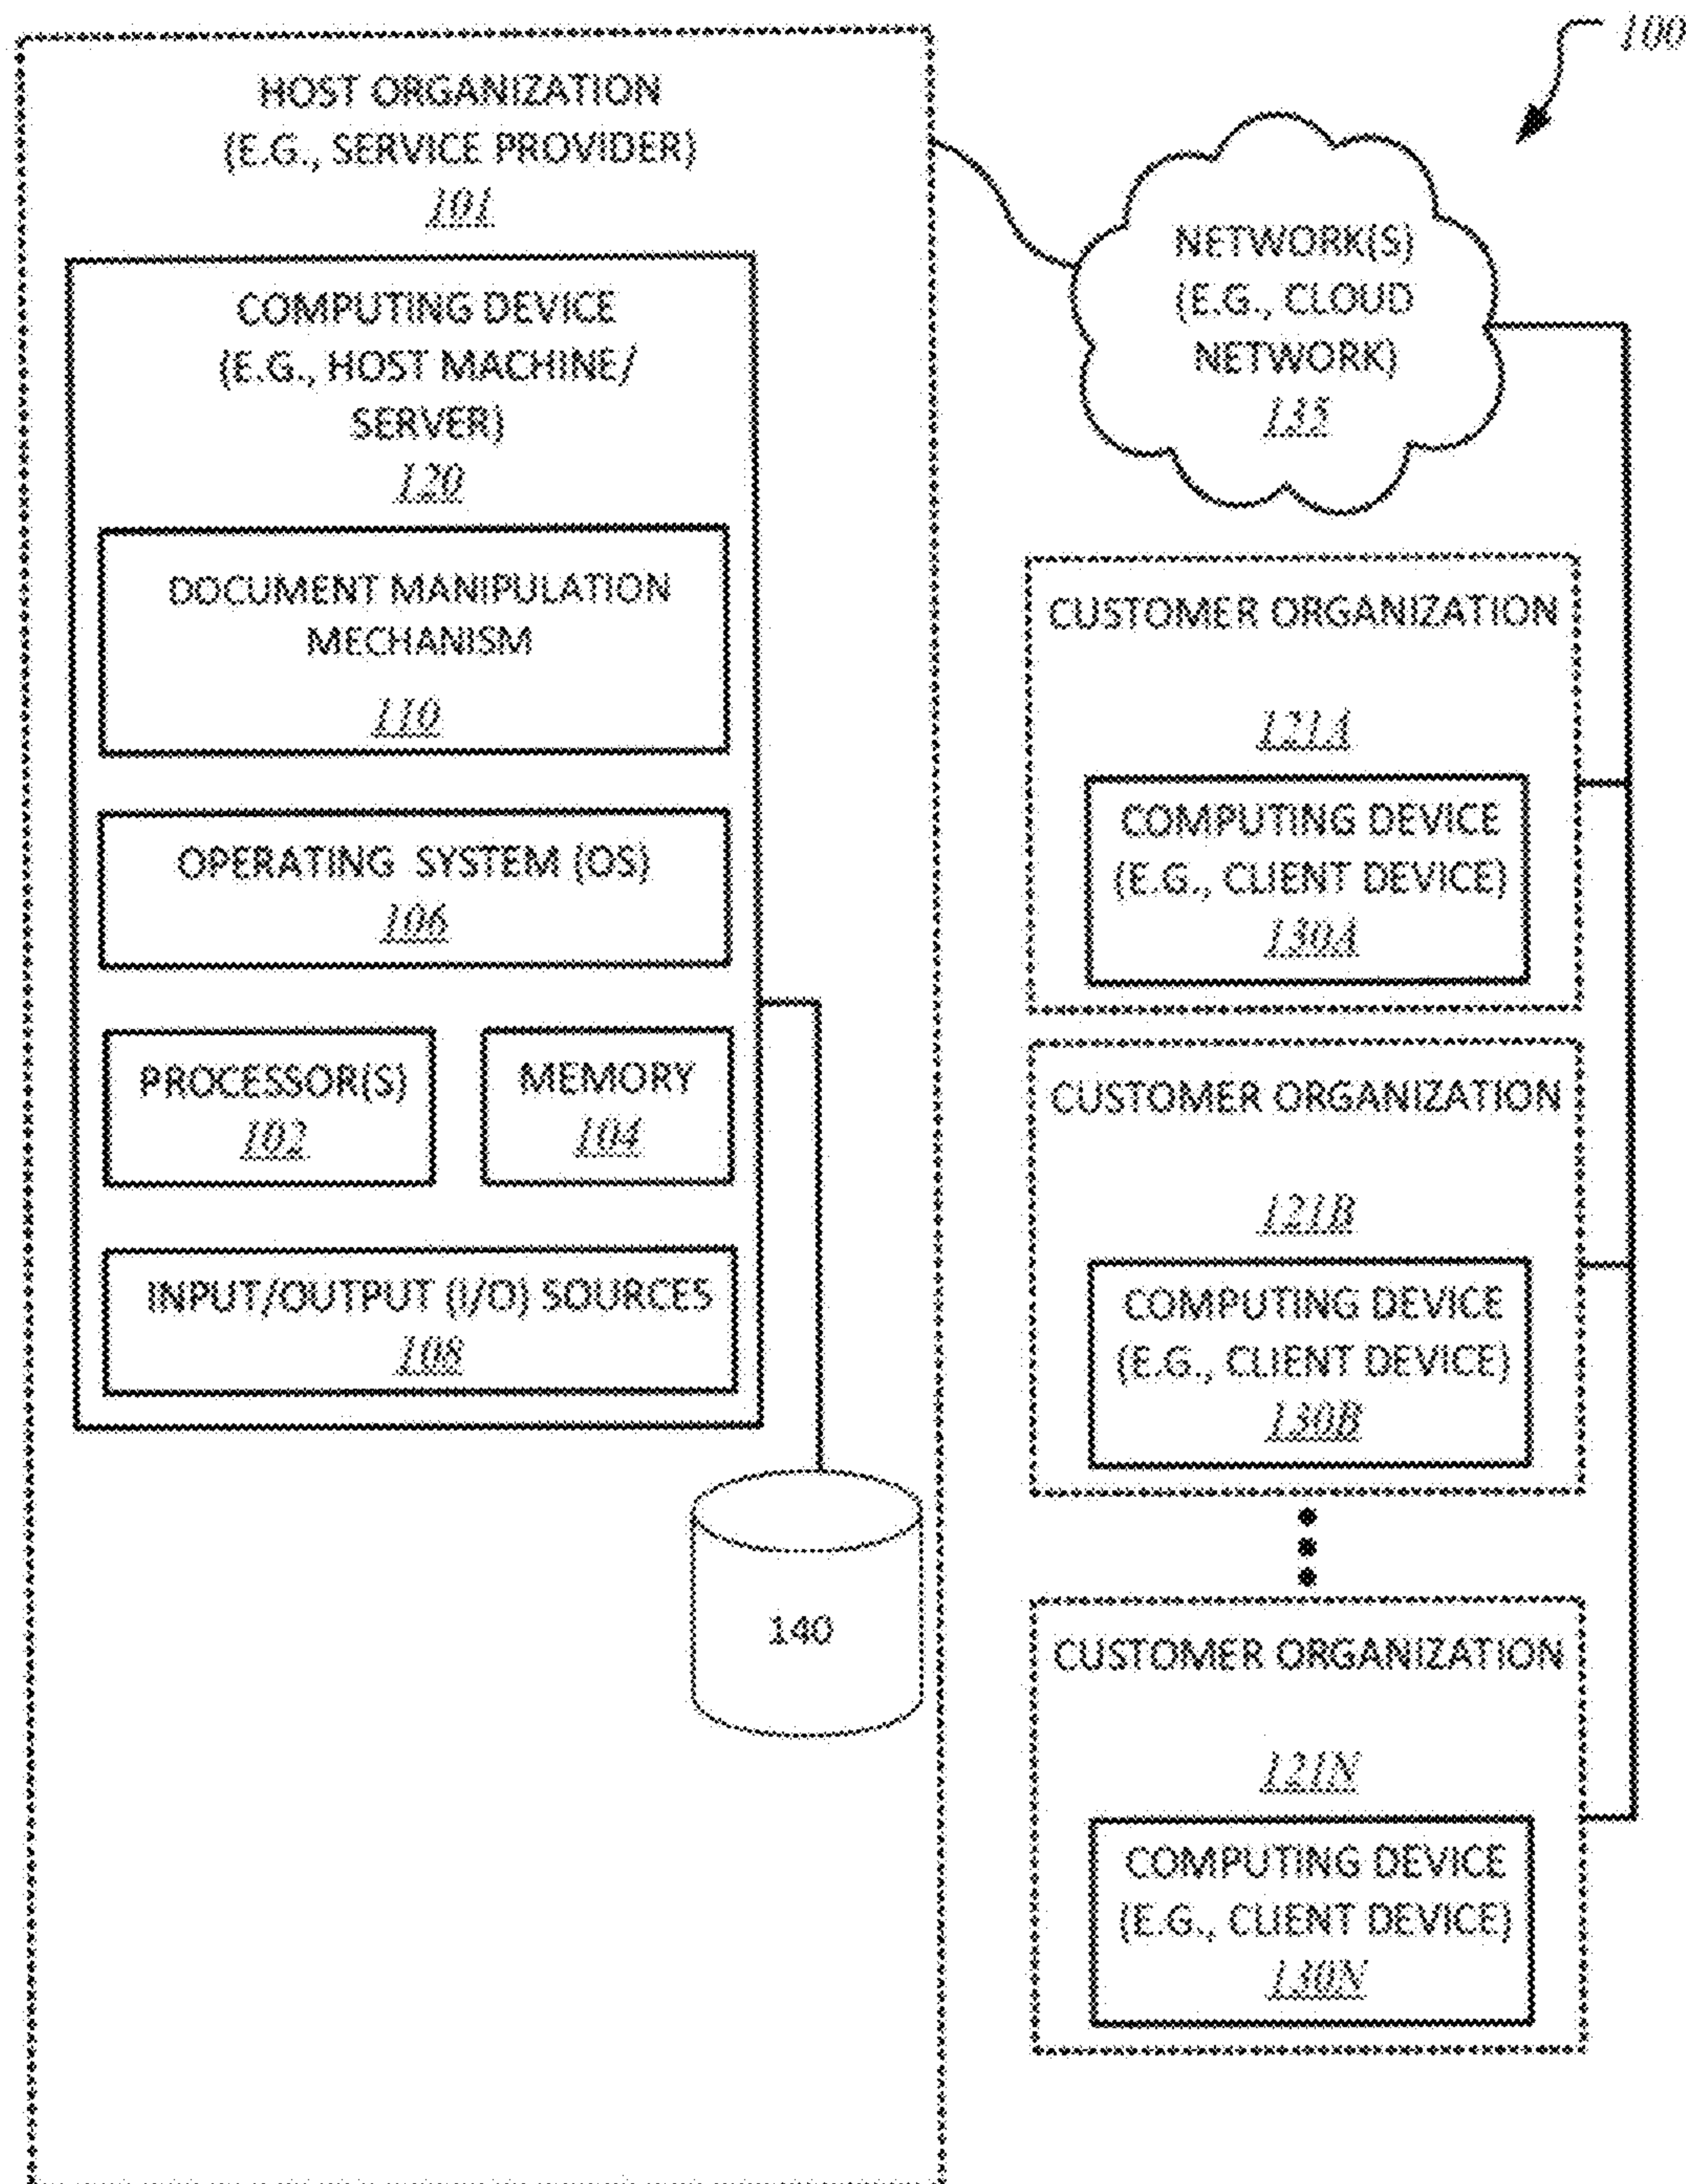 100
HOST ORGANIZATION
(E.G., SERVICE PROVIDER)
101
COMPUTING DEVICE
(E.G., HOST MACHINE/
SERVER)
120
DOCUMENT MANIPULATION
MECHANISM
110
OPERATING SYSTEM (OS)
106
PROCESSOR(S)
102
MEMORY
104
INPUT/OUTPUT (I/O) SOURCES
108
140
NETWORK(S)
(E.G., CLOUD
NETWORK)
135
CUSTOMER ORGANIZATION
121A
COMPUTING DEVICE
(E.G., CLIENT DEVICE)
130A
CUSTOMER ORGANIZATION
121B
COMPUTING DEVICE
(E.G., CLIENT DEVICE)
130B
CUSTOMER ORGANIZATION
121N
COMPUTING DEVICE
(E.G., CLIENT DEVICE)
130N